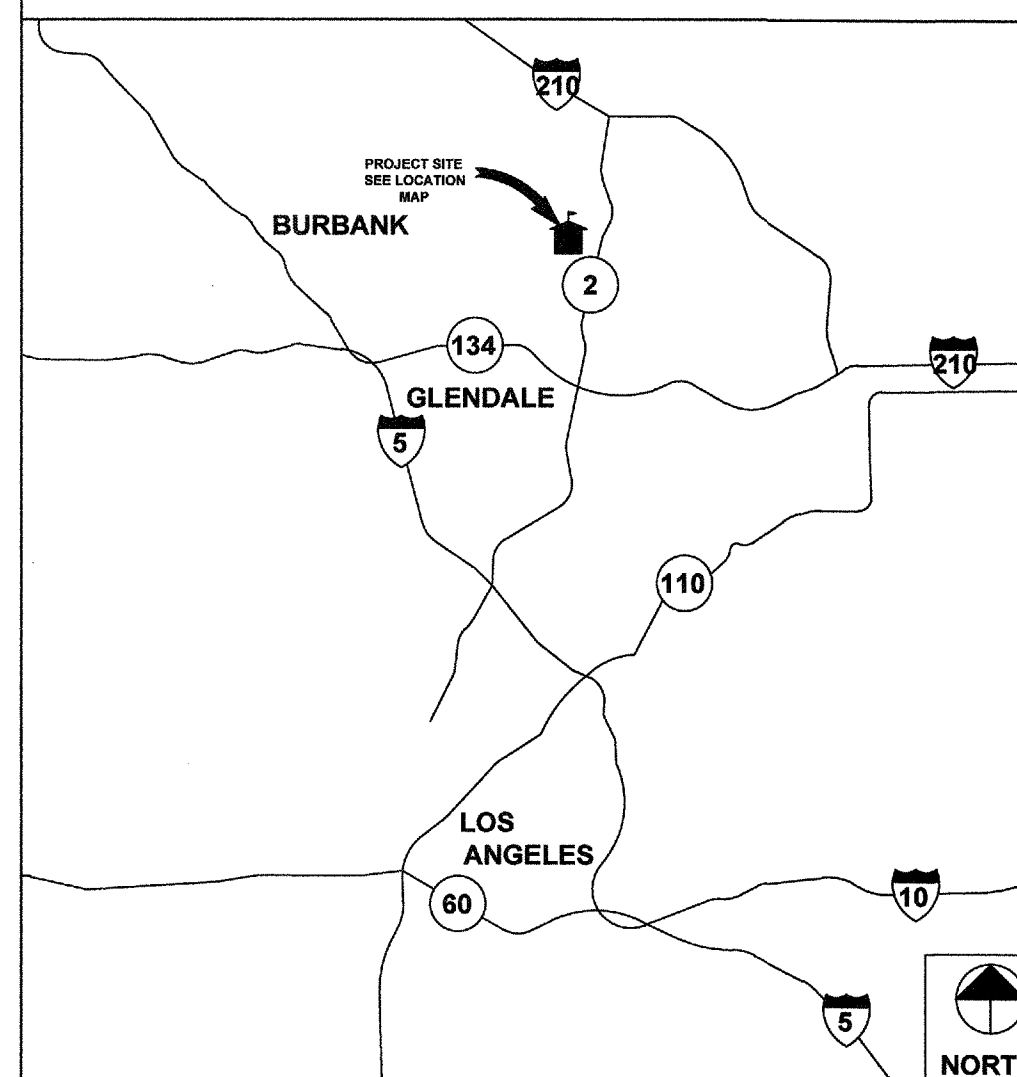 210
PROJECT SITE
SEE LOCATION
MAP
BURBANK
2
134
210
GLENDALE
5
110
LOS
ANGELES
60
10
5
NORT